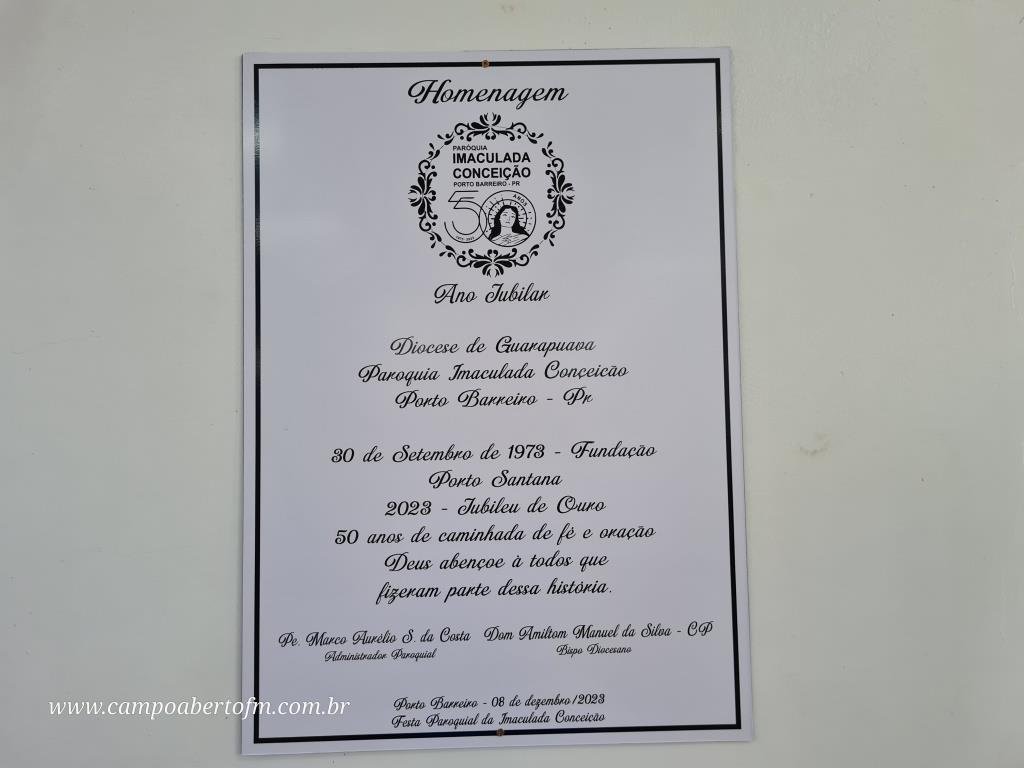 Homenagem
PARÓQUIA
IMACULADA
CONCEIÇÃO
PORTO BARREIRO - PR
50
ANOS
Ano Jubilar
Diocese de Guarapuava
Paroquia Imaculada Conçeicão
Porto Barreiro - Pr
30 de Setembro de 1973 - Fundação
Porto Santana
2023 - Jubileu de Ouro
50 anos de caminhada de fé e oração
Deus abençoe à todos que
fizeram parte dessa história.
Pe. Marco Aurélio S. da Costa Dom Amiltom Manuel da Silva - CP
Administrador Paroquial Bispo Diocesano
Porto Barreiro - 08 de dezembro/2023
Festa Paroquial da Imaculada Conceição
www.campoabertofm.com.br